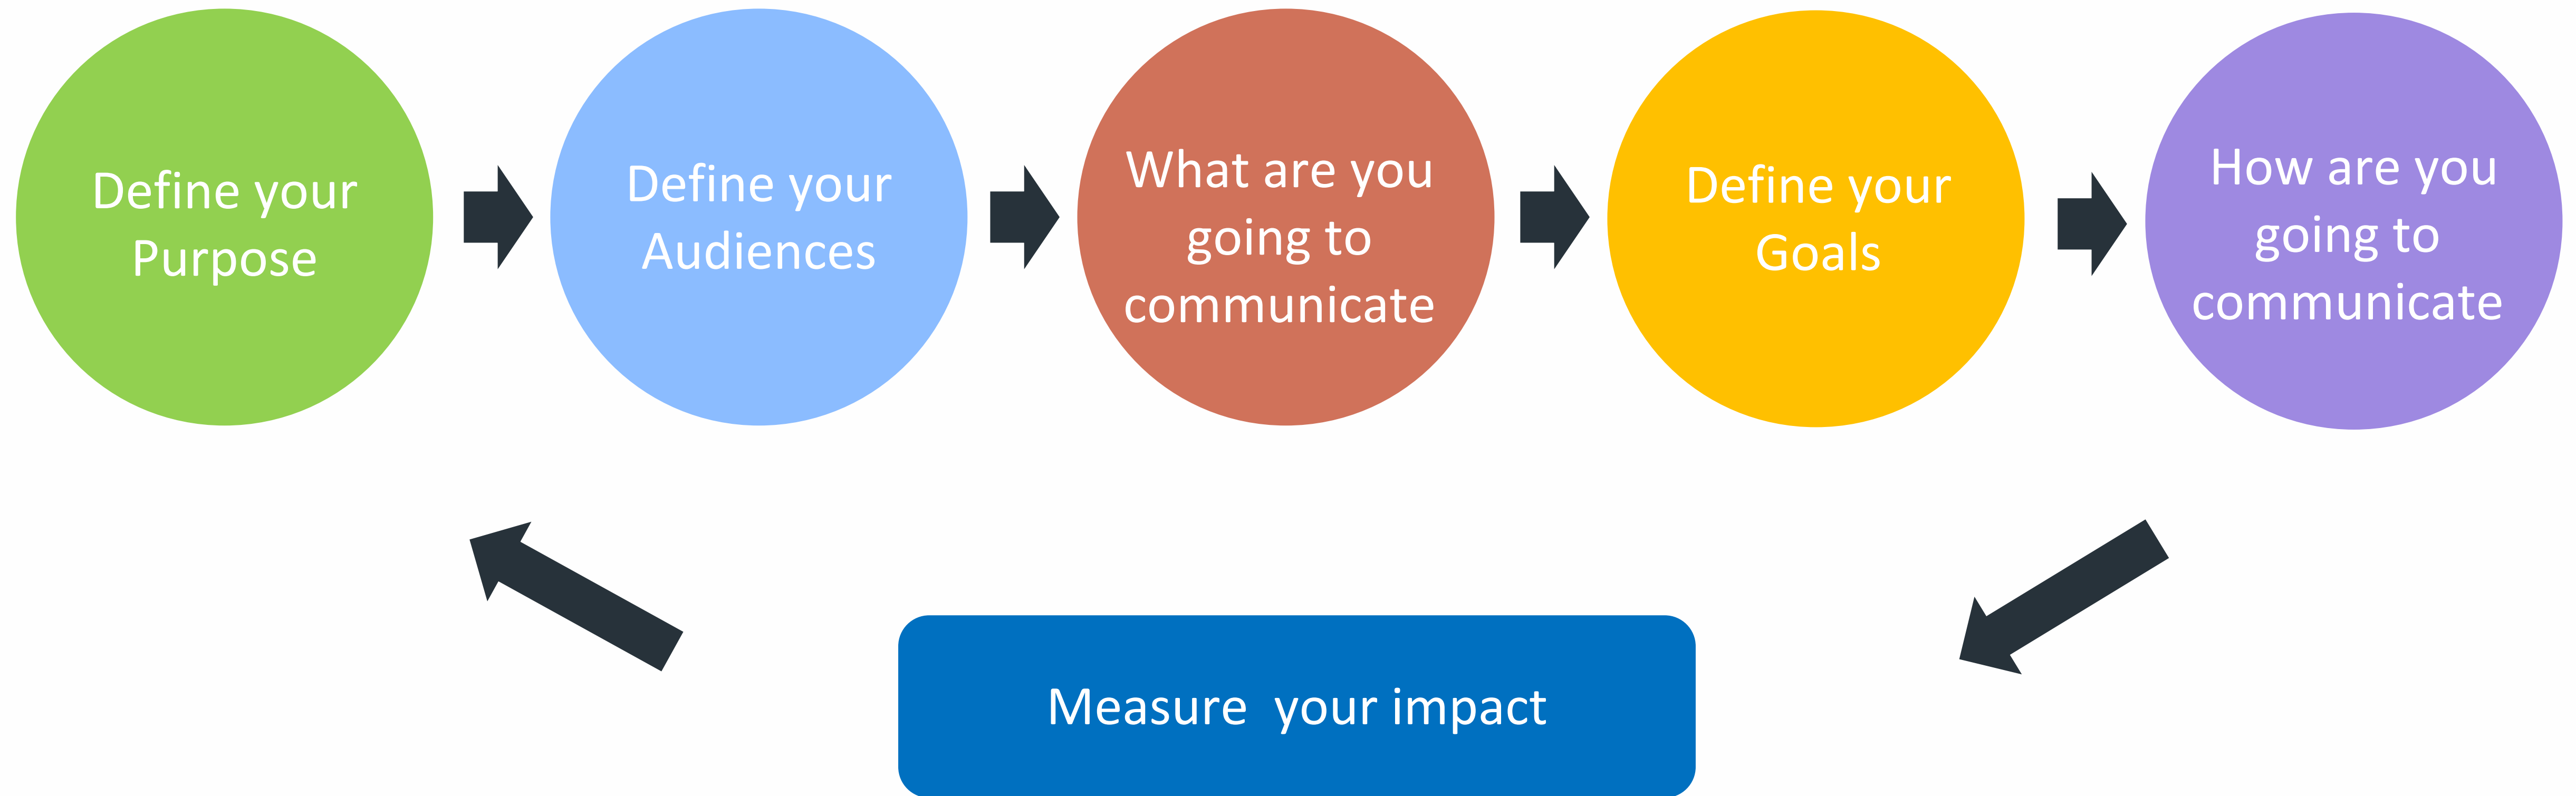 Define your
Purpose
Define your
Audiences
What are you
going to
communicate
Define your
Goals
How are you
going to
communicate
Measure  your impact